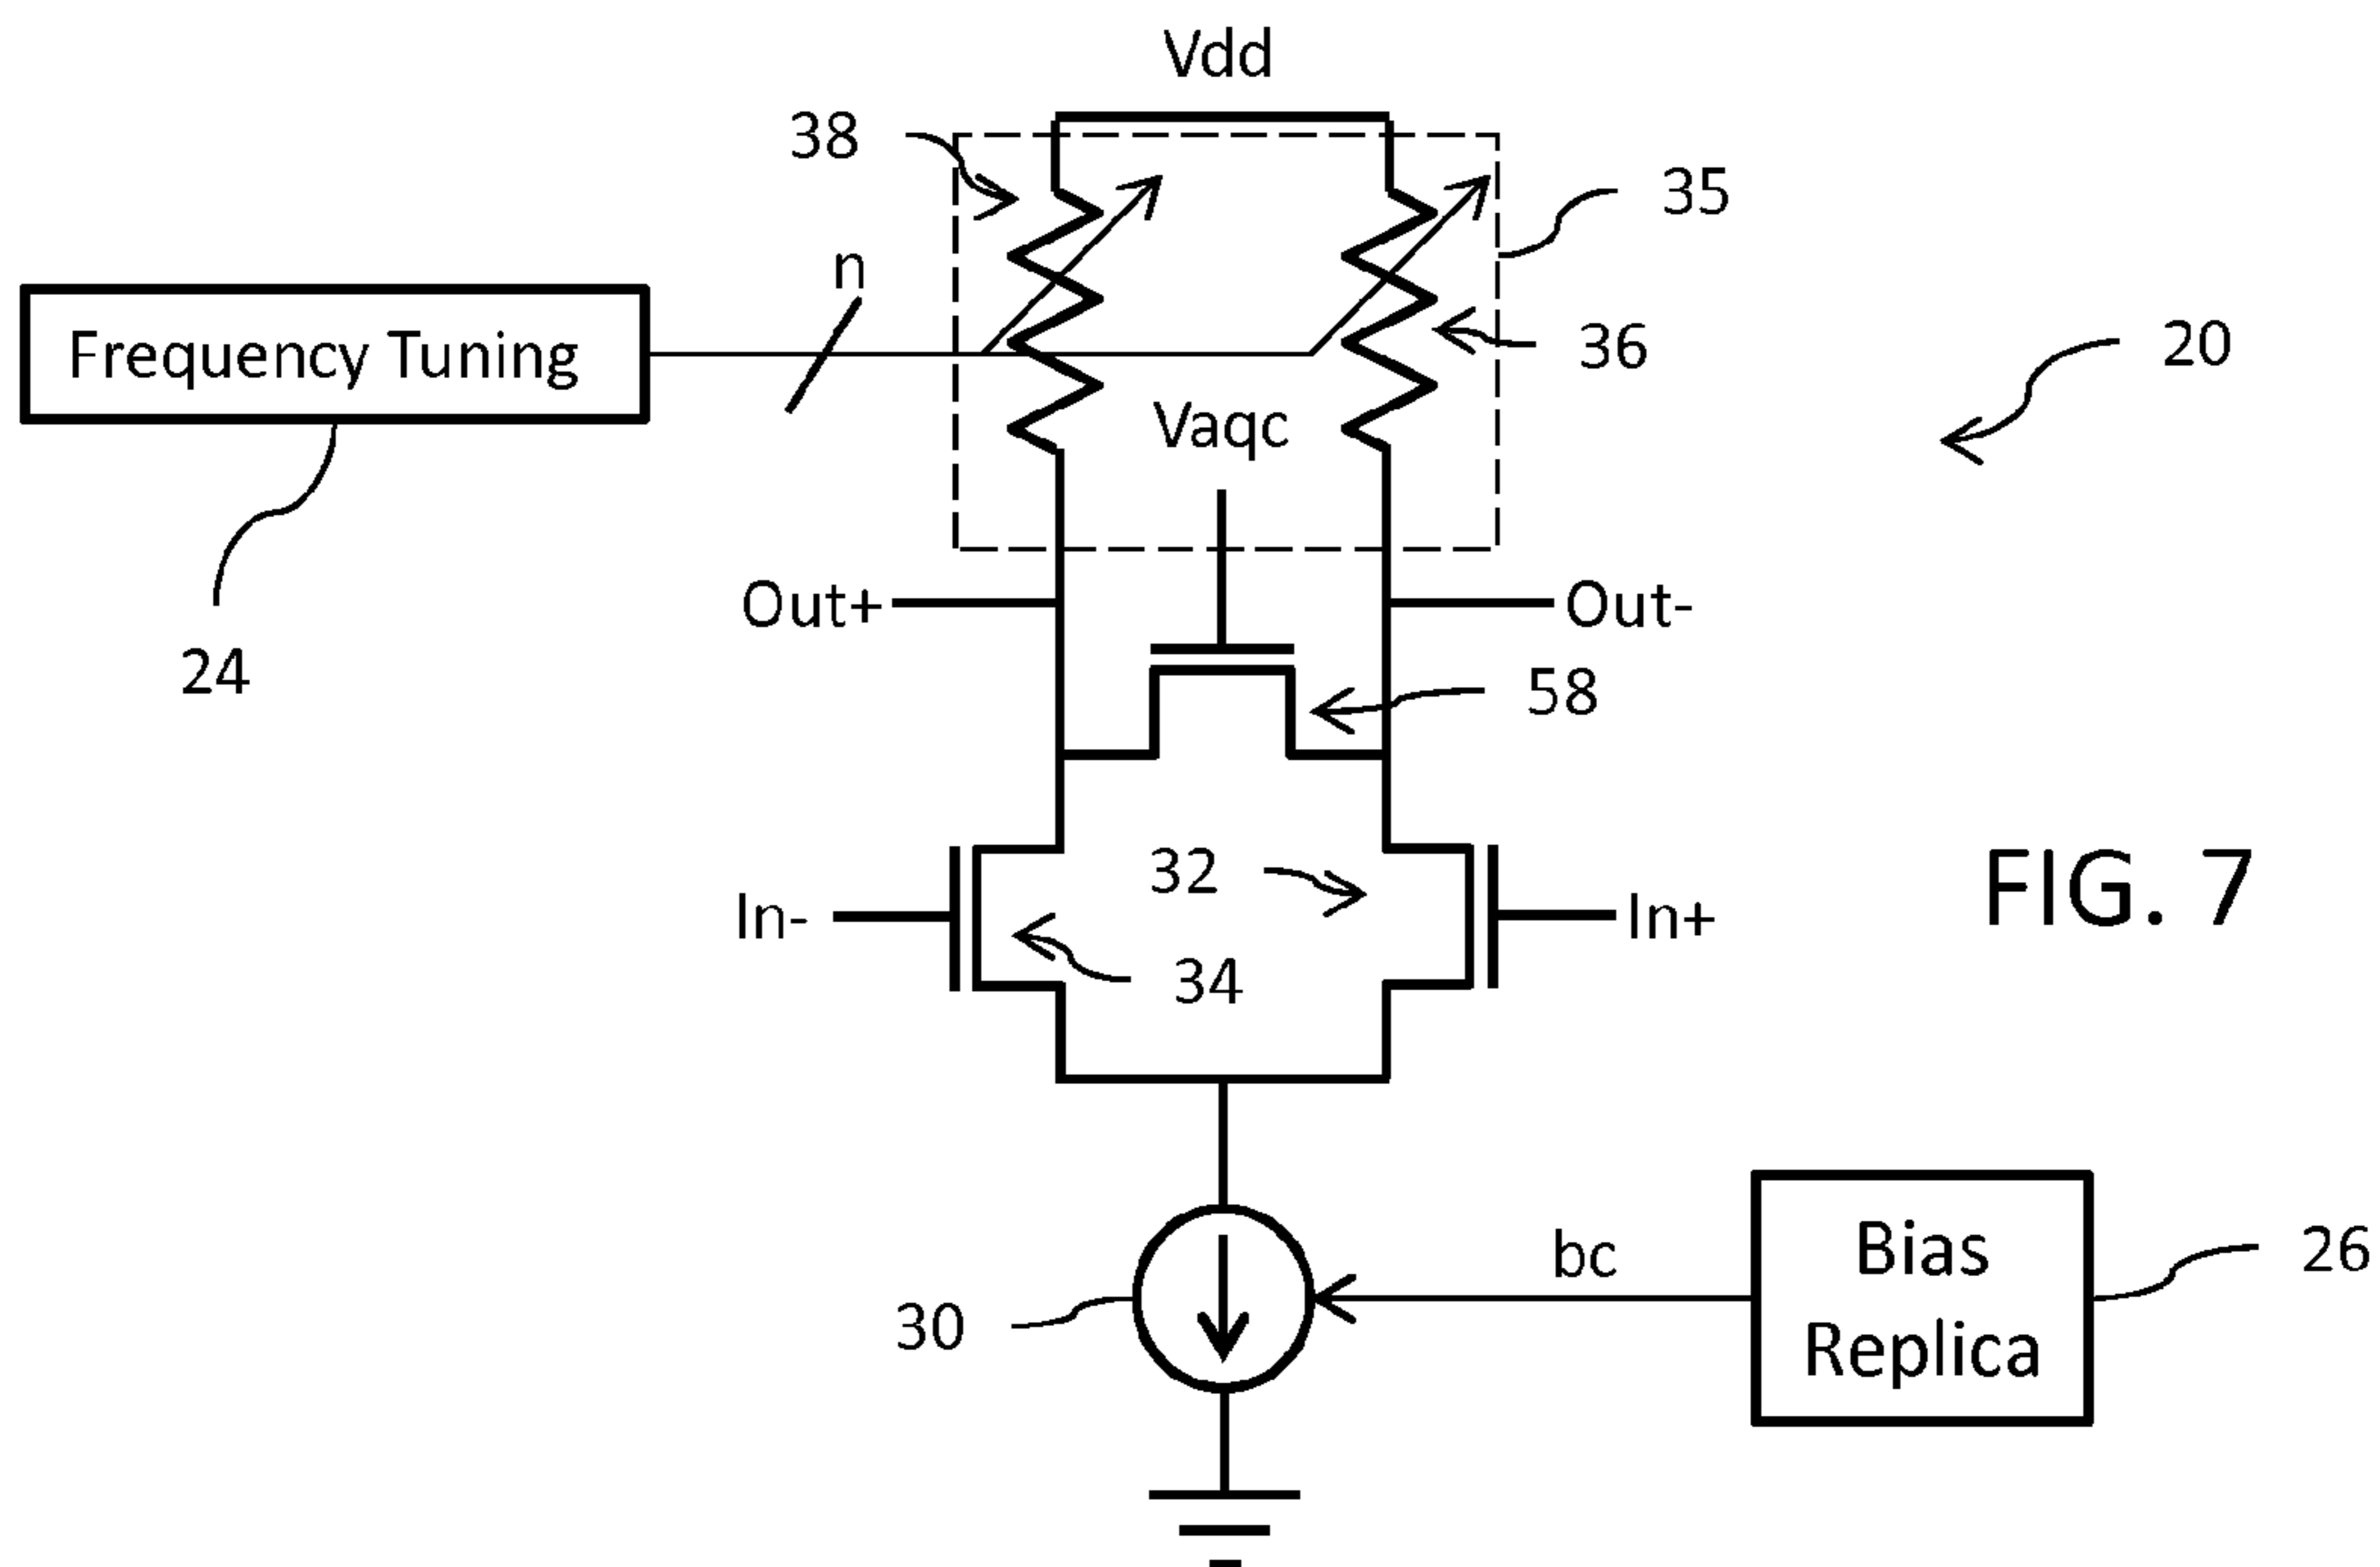 Vdd
38
35
n
Frequency Tuning
36
20
Vaqc
Out+
Out-
24
58
32
In-
In+
FIG. 7
34
bc
Bias
Replica
26
30